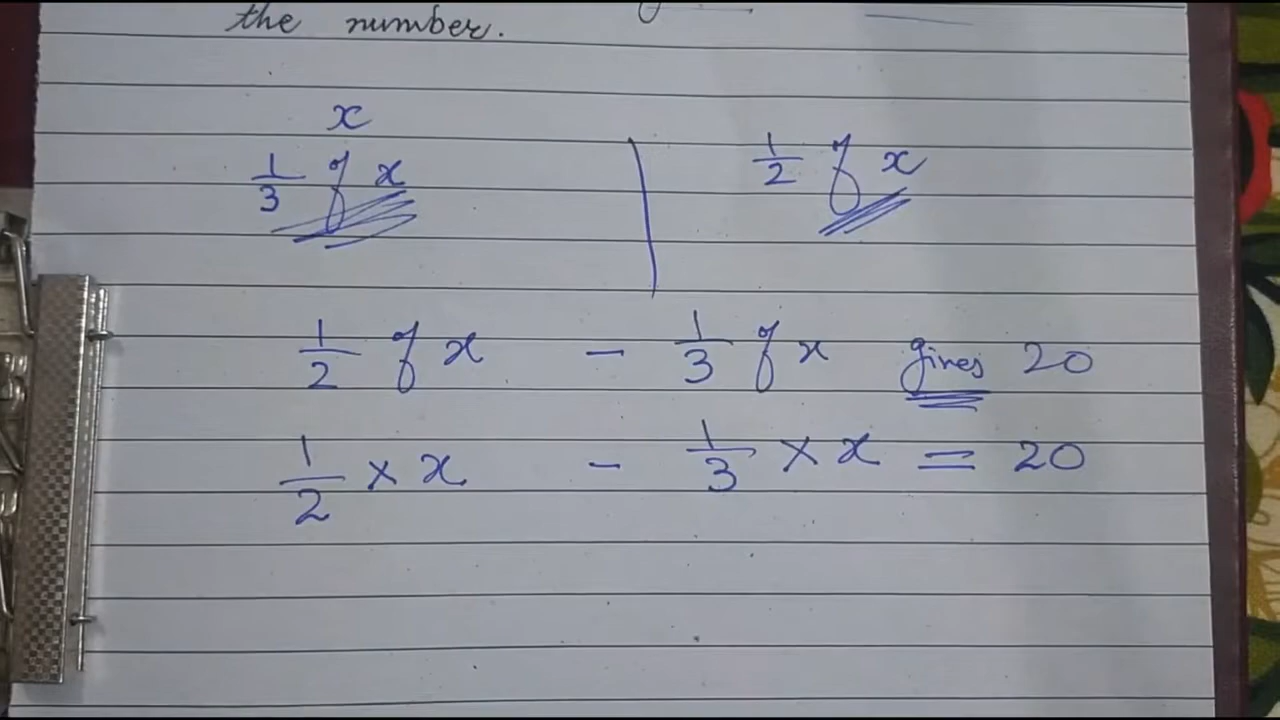 the number.
x
1/3 of x
1/2 of x
1/2 of x - 1/3 of x gives 20
1/2 × x - 1/3 × x = 20